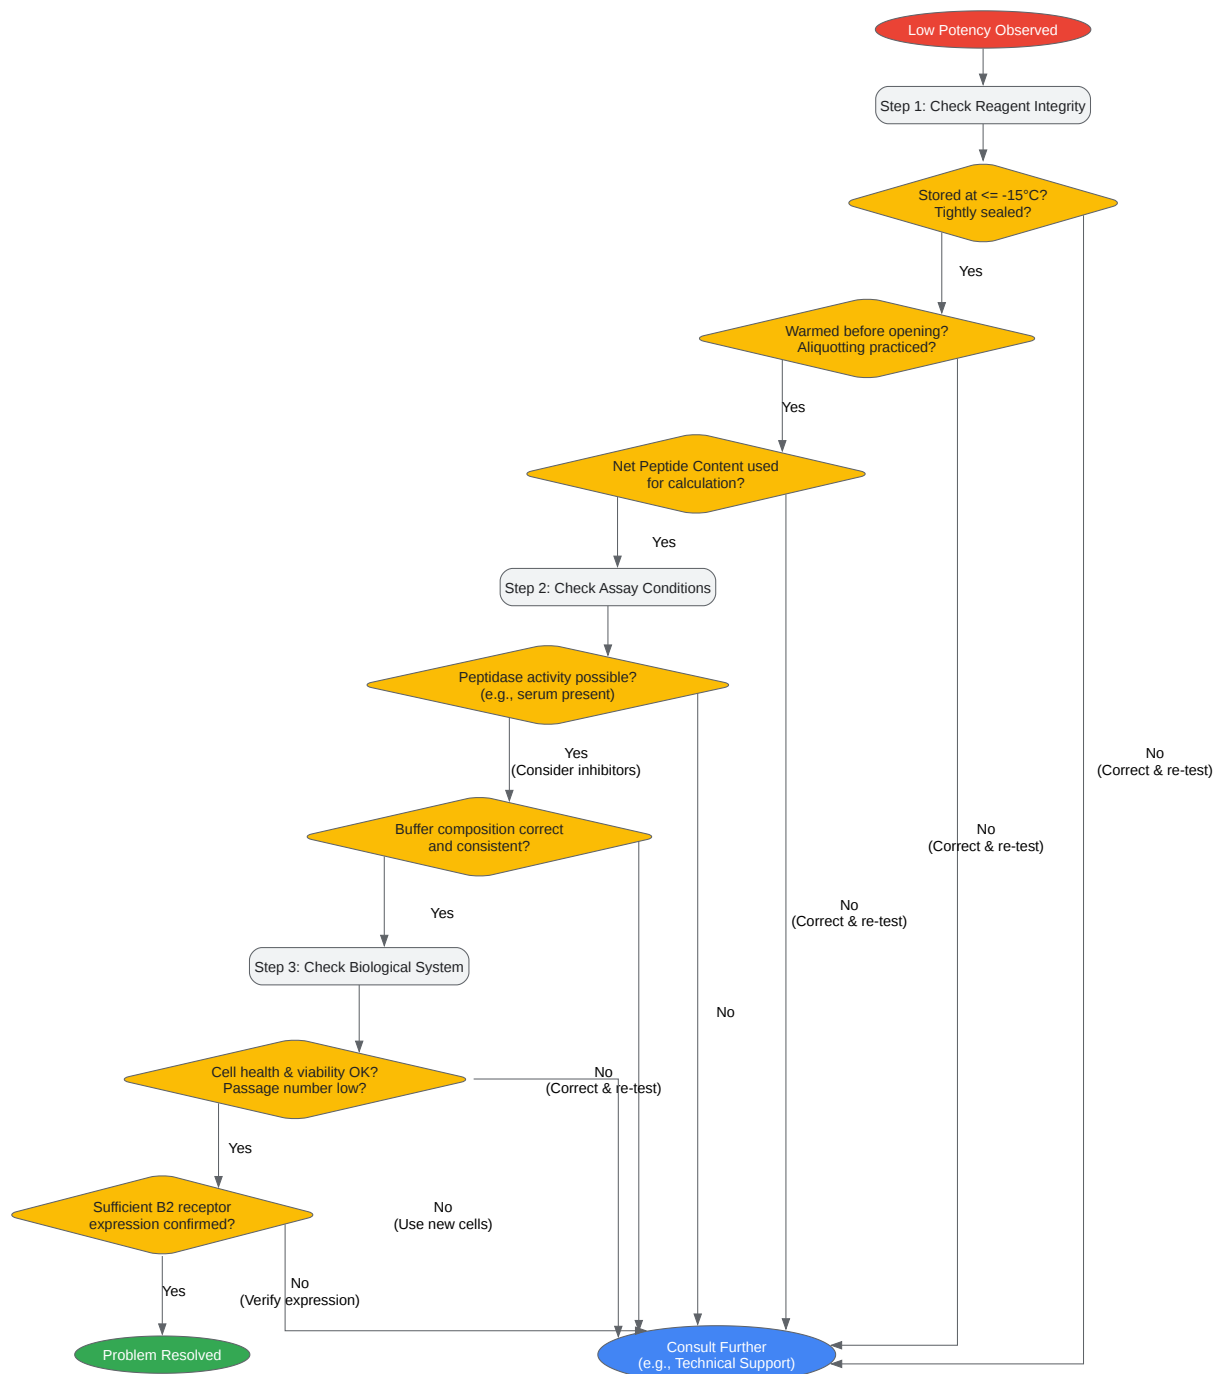 Low Potency Observed
Step 1: Check Reagent Integrity
Stored at <= -15°C?
Tightly sealed?
Yes
Warmed before opening?
Aliquotting practiced?
Yes
Net Peptide Content used
for calculation?
Yes
Step 2: Check Assay Conditions
Peptidase activity possible?
(e.g., serum present)
Yes
(Consider inhibitors)
No
(Correct & re-test)
Buffer composition correct
and consistent?
No
(Correct & re-test)
Yes
No
(Correct & re-test)
Step 3: Check Biological System
No
Cell health & viability OK?
Passage number low?
No
(Correct & re-test)
Yes
Sufficient B2 receptor
expression confirmed?
No
(Use new cells)
Yes
No
(Verify expression)
Problem Resolved
Consult Further
(e.g., Technical Support)